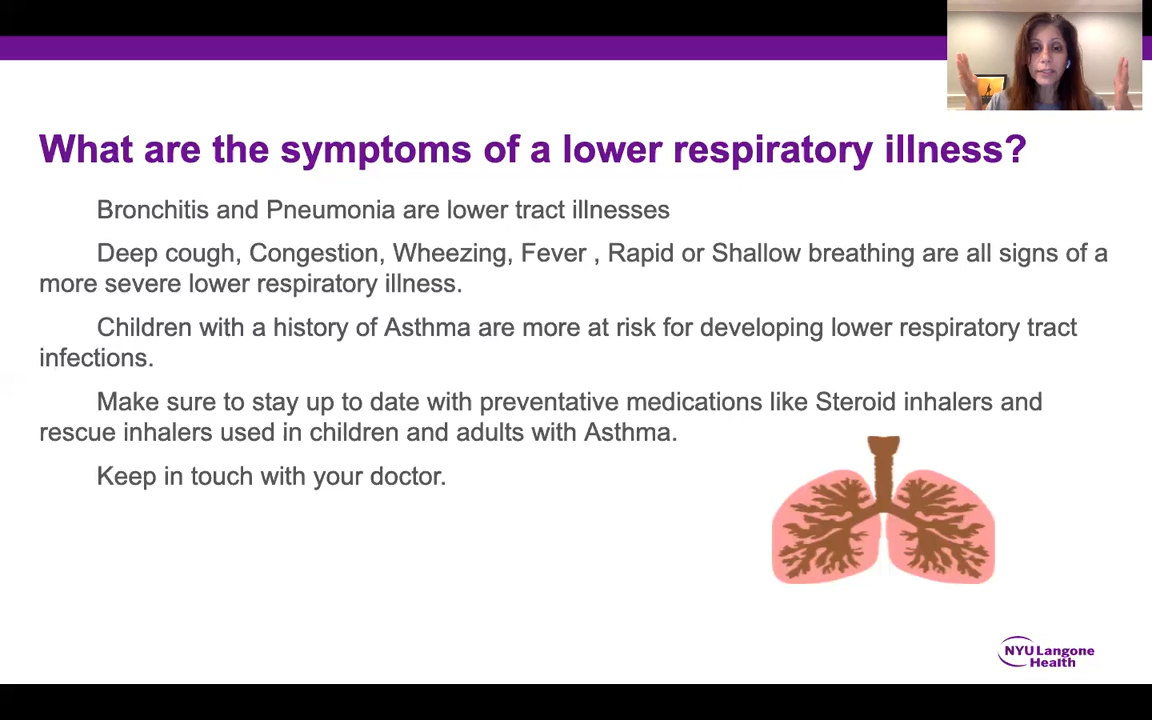 What are the symptoms of a lower respiratory illness?
Bronchitis and Pneumonia are lower tract illnesses
Deep cough, Congestion, Wheezing, Fever , Rapid or Shallow breathing are all signs of a
more severe lower respiratory illness.
Children with a history of Asthma are more at risk for developing lower respiratory tract
infections.
Make sure to stay up to date with preventative medications like Steroid inhalers and
rescue inhalers used in children and adults with Asthma.
Keep in touch with your doctor.
NYU Langone
Health